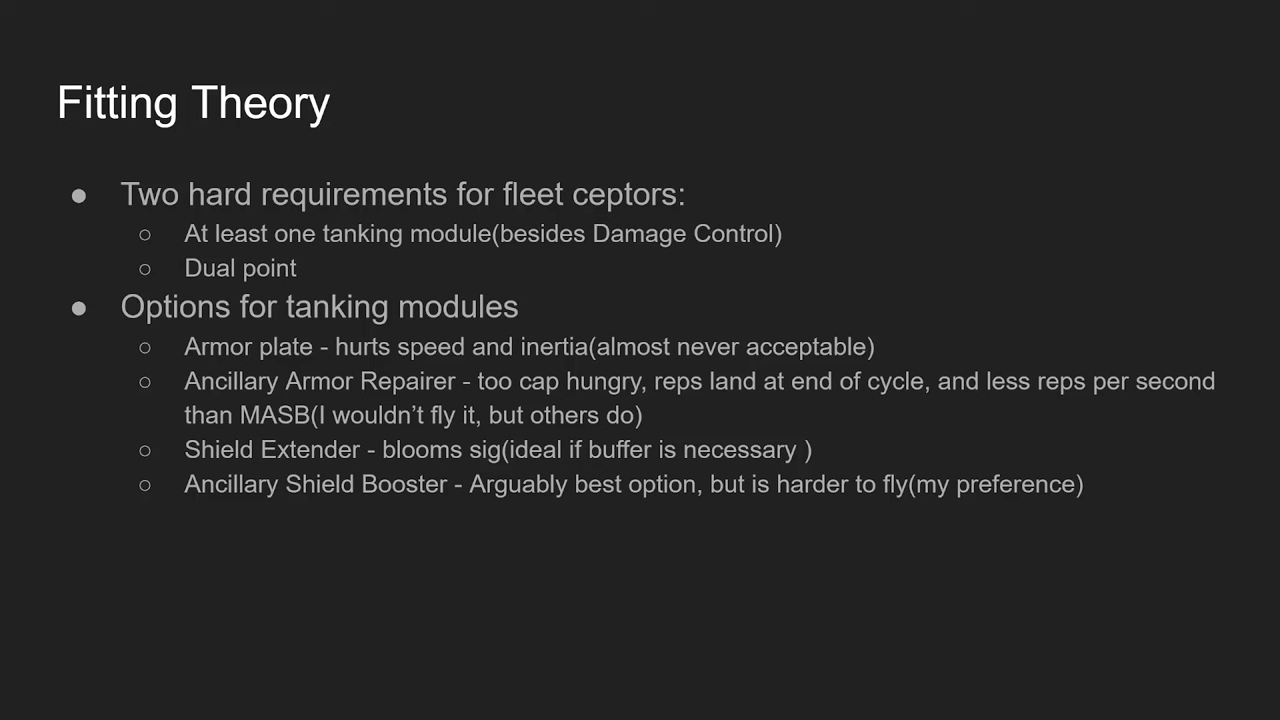 Fitting Theory
● Two hard requirements for fleet ceptors:
○ At least one tanking module(besides Damage Control)
○ Dual point
● Options for tanking modules
○ Armor plate - hurts speed and inertia(almost never acceptable)
○ Ancillary Armor Repairer - too cap hungry, reps land at end of cycle, and less reps per second
than MASB(I wouldn’t fly it, but others do)
○ Shield Extender - blooms sig(ideal if buffer is necessary )
○ Ancillary Shield Booster - Arguably best option, but is harder to fly(my preference)